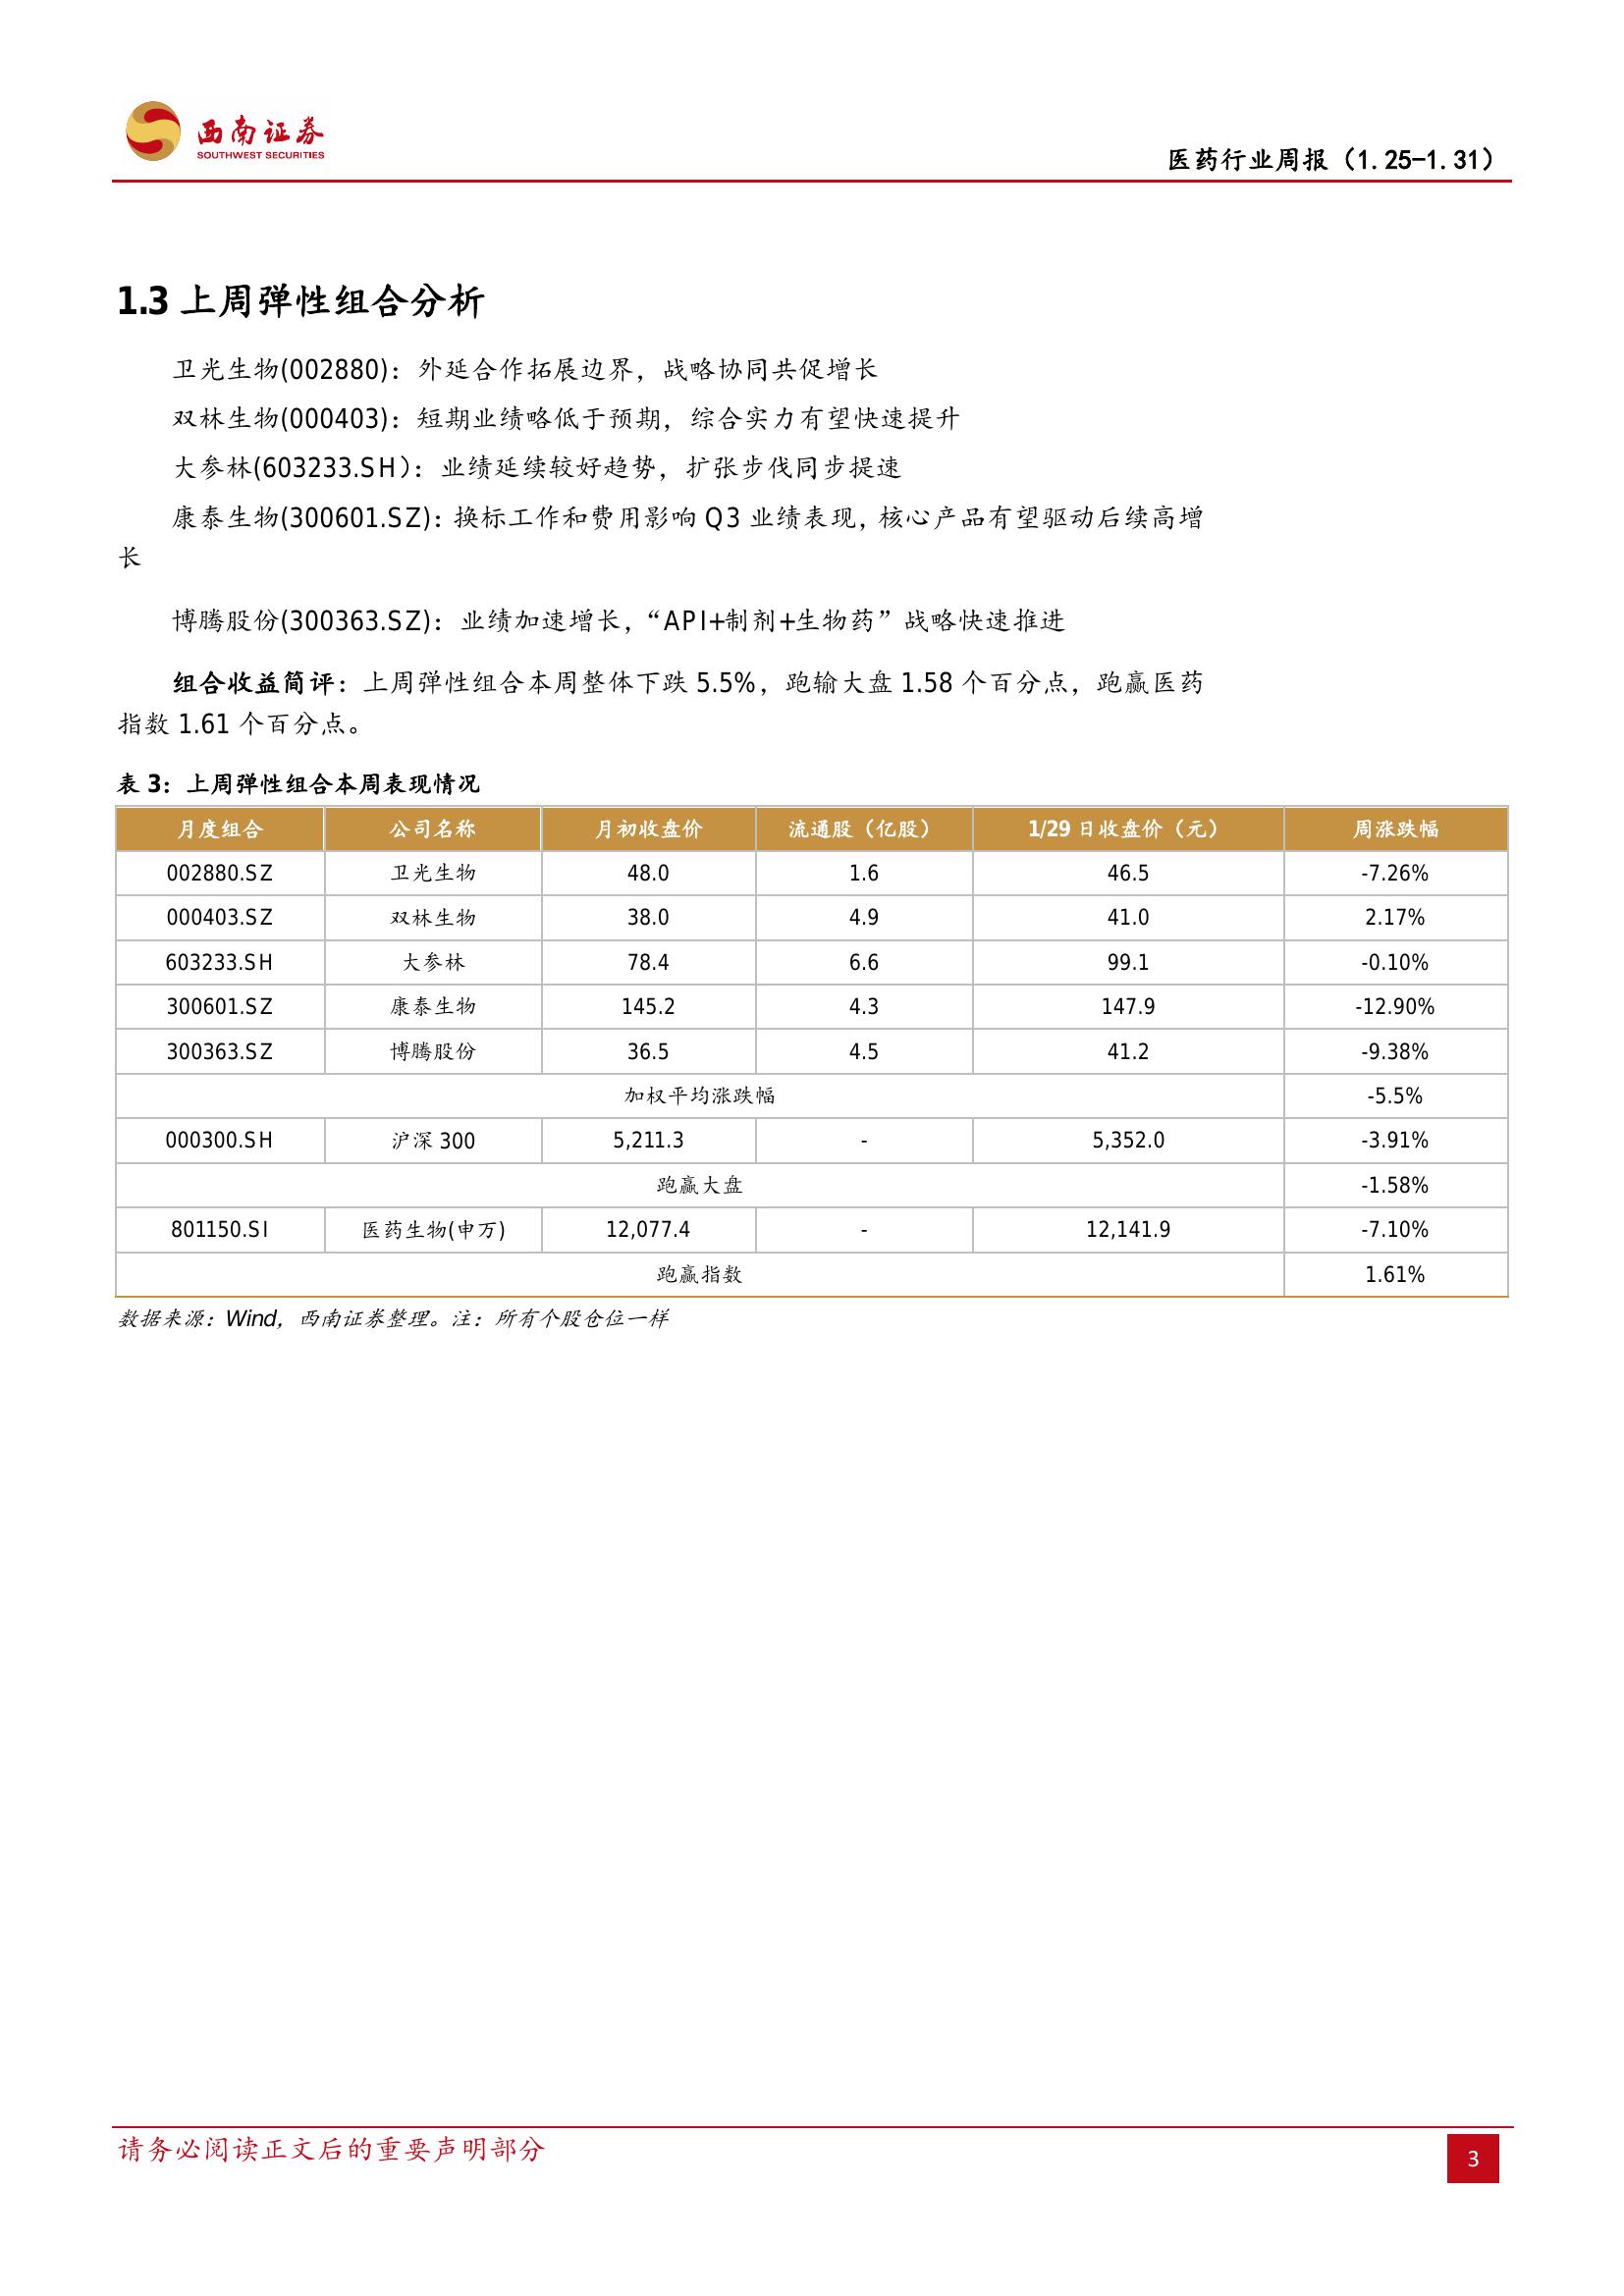 西南证券
SOUTHWEST SECURITIES
医药行业周报（1.25-1.31）
1.3 上周弹性组合分析
卫光生物(002880)：外延合作拓展边界，战略协同共促增长
双林生物(000403)：短期业绩略低于预期，综合实力有望快速提升
大参林(603233.SH)：业绩延续较好趋势，扩张步伐同步提速
康泰生物(300601.SZ)：换标工作和费用影响 Q3 业绩表现，核心产品有望驱动后续高增
长
博腾股份(300363.SZ)：业绩加速增长，“API+制剂+生物药”战略快速推进
组合收益简评：上周弹性组合本周整体下跌 5.5%，跑输大盘 1.58 个百分点，跑赢医药
指数 1.61 个百分点。
表 3：上周弹性组合本周表现情况
月度组合 公司名称 月初收盘价 流通股（亿股） 1/29 日收盘价（元） 周涨跌幅
002880.SZ 卫光生物 48.0 1.6 46.5 -7.26%
000403.SZ 双林生物 38.0 4.9 41.0 2.17%
603233.SH 大参林 78.4 6.6 99.1 -0.10%
300601.SZ 康泰生物 145.2 4.3 147.9 -12.90%
300363.SZ 博腾股份 36.5 4.5 41.2 -9.38%
加权平均涨跌幅 -5.5%
000300.SH 沪深 300 5,211.3 - 5,352.0 -3.91%
跑赢大盘 -1.58%
801150.SI 医药生物(申万) 12,077.4 - 12,141.9 -7.10%
跑赢指数 1.61%
数据来源：Wind，西南证券整理。注：所有个股仓位一样
请务必阅读正文后的重要声明部分
3